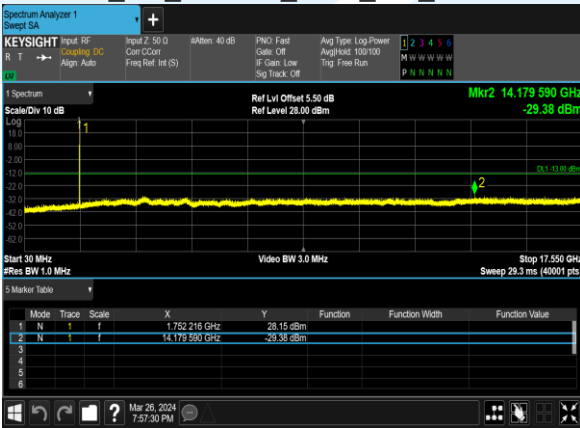 Spectrum Analyzer 1
Swept SA
KEYSIGHT Input: RF Input Z: 50 Ω #Atten: 40 dB PNO: Fast Avg Type: Log-Power 1 2 3 4 5 6
R T Coupling: DC Corr CCorr Gate: Off Avg|Hold: 100/100 M W W W W W
Align: Auto Freq Ref: Int (S) IF Gain: Low Trig: Free Run
Sig Track: Off P N N N N N
1 Spectrum
Ref Lvl Offset 5.50 dB Mkr2 14.179 590 GHz
Scale/Div 10 dB Ref Level 28.00 dBm -29.38 dBm
Log
1
18.0
8.00
-2.00
DL1 -13.00 dBm
-12.0
2
-22.0
-32.0
-42.0
-52.0
-62.0
Start 30 MHz Video BW 3.0 MHz Stop 17.550 GHz
#Res BW 1.0 MHz Sweep 29.3 ms (40001 pts
5 Marker Table
Mode Trace Scale X Y Function Function Width Function Value
1 N 1 f 1.752 216 GHz 28.15 dBm
2 N 1 f 14.179 590 GHz -29.38 dBm
3
4
5
6
Mar 26, 2024
7:57:30 PM